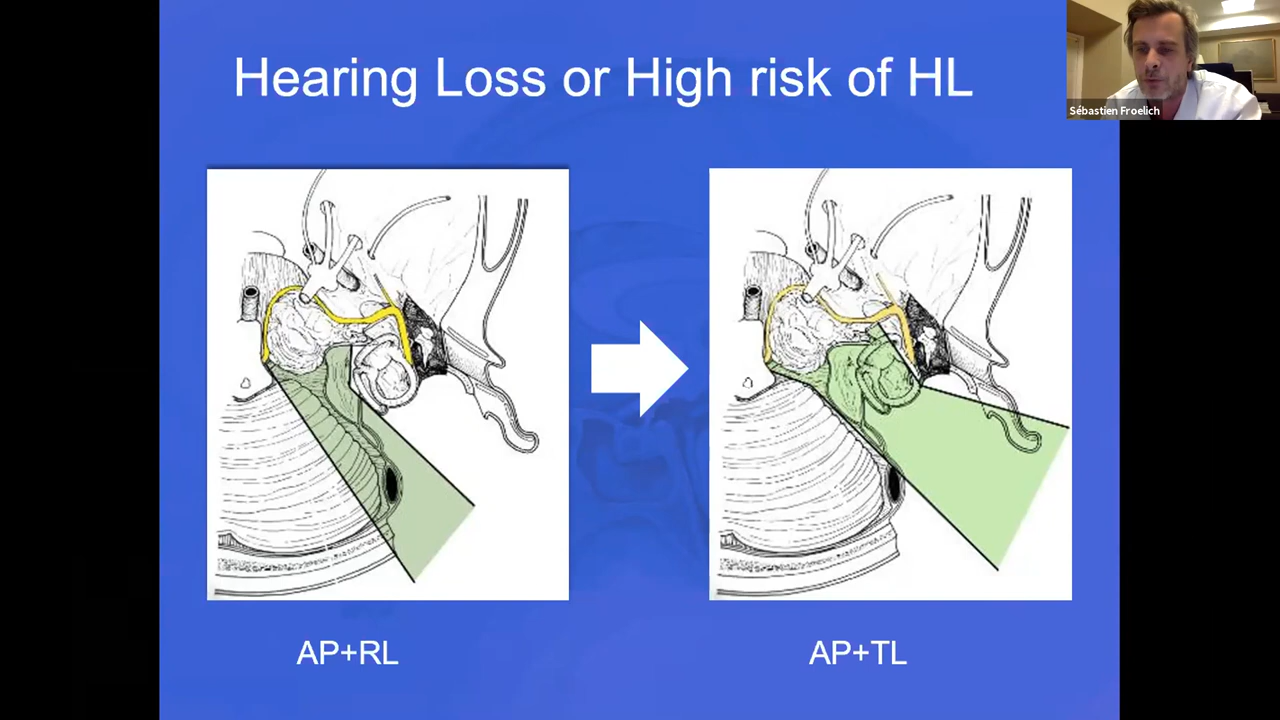 Hearing Loss or High risk of HL
Sébastien Froelich
AP+RL
AP+TL